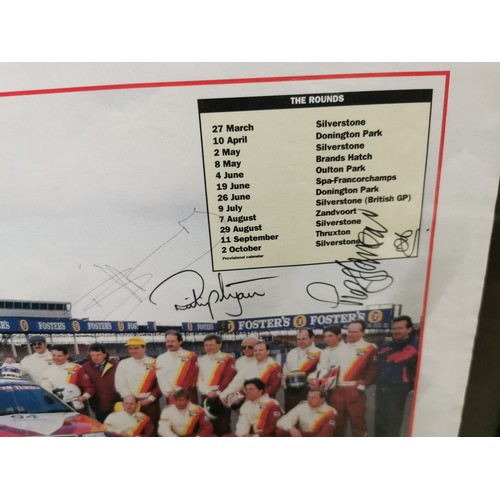 THE ROUNDS
27 March Silverstone
10 April Donington Park
2 May Silverstone
8 May Brands Hatch
4 June Oulton Park
19 June Spa-Francorchamps
26 June Donington Park
9 July Silverstone (British GP)
7 August Zandvoort
29 August Silverstone
11 September Thruxton
2 October Silverstone
Provisional calendar
FOSTER'S FOSTER'S FOSTER'S FOSTER'S
94